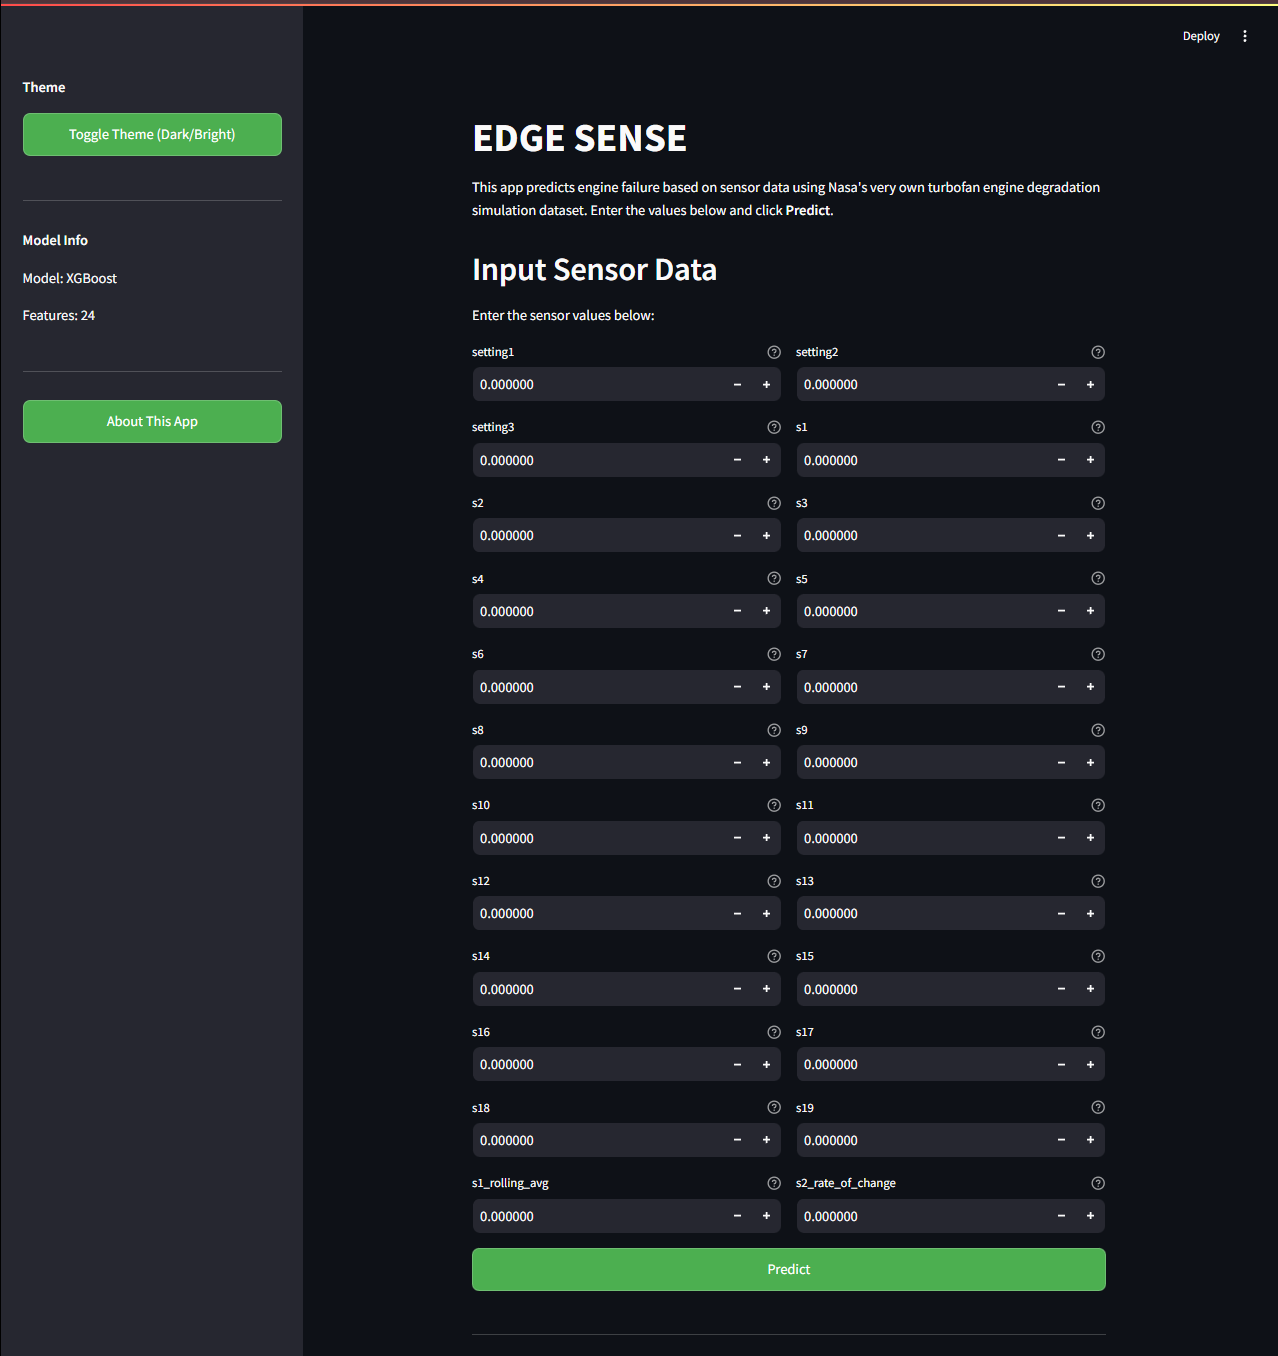 Deploy
Theme
Toggle Theme (Dark/Bright)
Model Info
Model: XGBoost
Features: 24
About This App
EDGE SENSE
This app predicts engine failure based on sensor data using Nasa's very own turbofan engine degradation
simulation dataset. Enter the values below and click Predict.
Input Sensor Data
Enter the sensor values below:
setting1 setting2
0.000000 0.000000
setting3 s1
0.000000 0.000000
s2 s3
0.000000 0.000000
s4 s5
0.000000 0.000000
s6 s7
0.000000 0.000000
s8 s9
0.000000 0.000000
s10 s11
0.000000 0.000000
s12 s13
0.000000 0.000000
s14 s15
0.000000 0.000000
s16 s17
0.000000 0.000000
s18 s19
0.000000 0.000000
s1_rolling_avg s2_rate_of_change
0.000000 0.000000
Predict